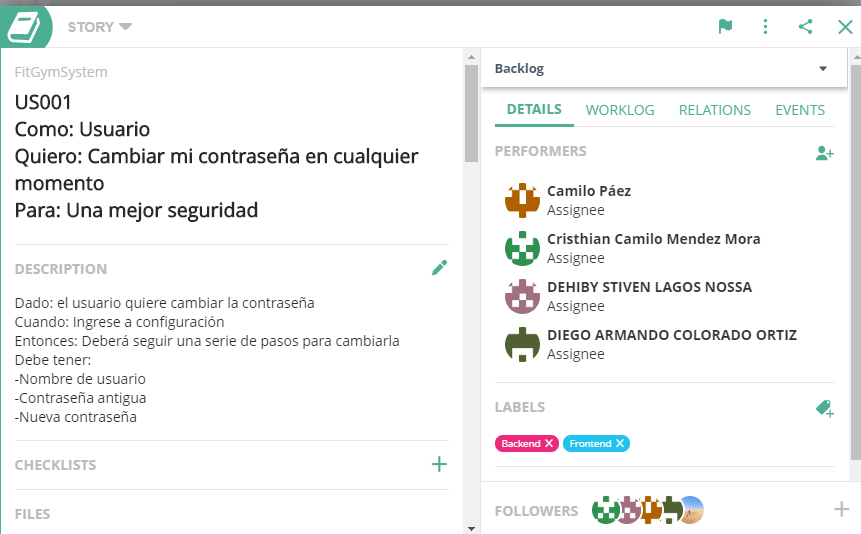 STORY
FitGymSystem
US001
Como: Usuario
Quiero: Cambiar mi contraseña en cualquier
momento
Para: Una mejor seguridad
DESCRIPTION
Dado: el usuario quiere cambiar la contraseña
Cuando: Ingrese a configuración
Entonces: Deberá seguir una serie de pasos para cambiarla
Debe tener:
-Nombre de usuario
-Contraseña antigua
-Nueva contraseña
CHECKLISTS
FILES
Backlog
DETAILS WORKLOG RELATIONS EVENTS
PERFORMERS
Camilo Páez
Assignee
Cristhian Camilo Mendez Mora
Assignee
DEHIBY STIVEN LAGOS NOSSA
Assignee
DIEGO ARMANDO COLORADO ORTIZ
Assignee
LABELS
Backend Frontend
FOLLOWERS